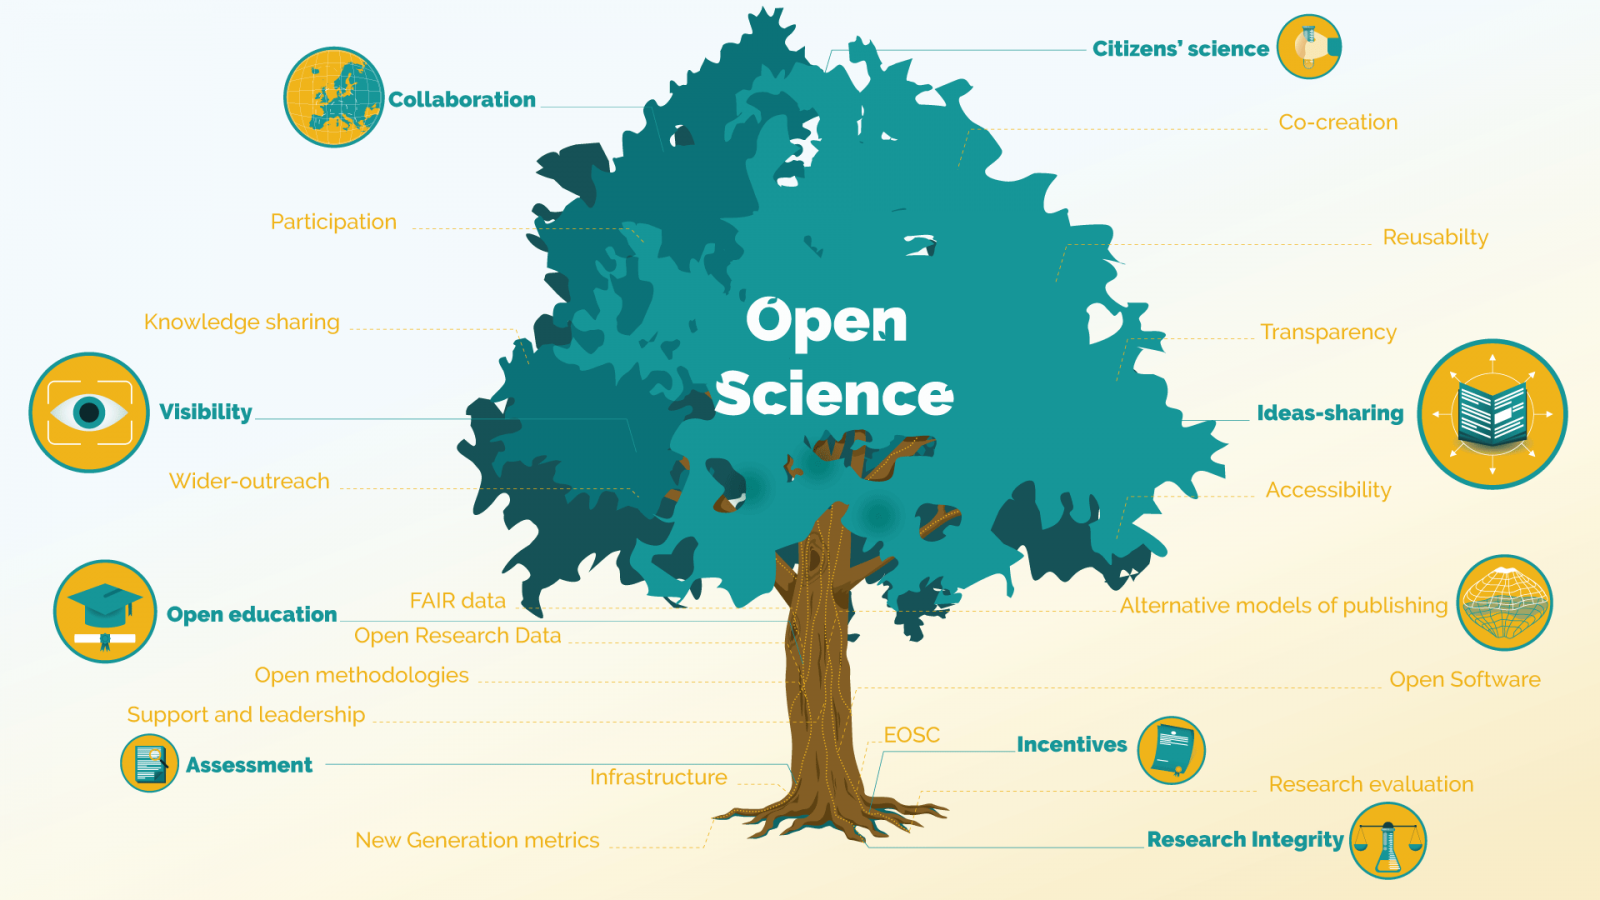 Citizens’ science
Collaboration
Co-creation
Participation
Reusabilty
Knowledge sharing
Transparency
Open
Science
Visibility
Ideas-sharing
Wider-outreach
Accessibility
FAIR data
Alternative models of publishing
Open education
Open Research Data
Open methodologies
Open Software
Support and leadership
EOSC
Incentives
Assessment
Infrastructure
Research evaluation
New Generation metrics
Research Integrity